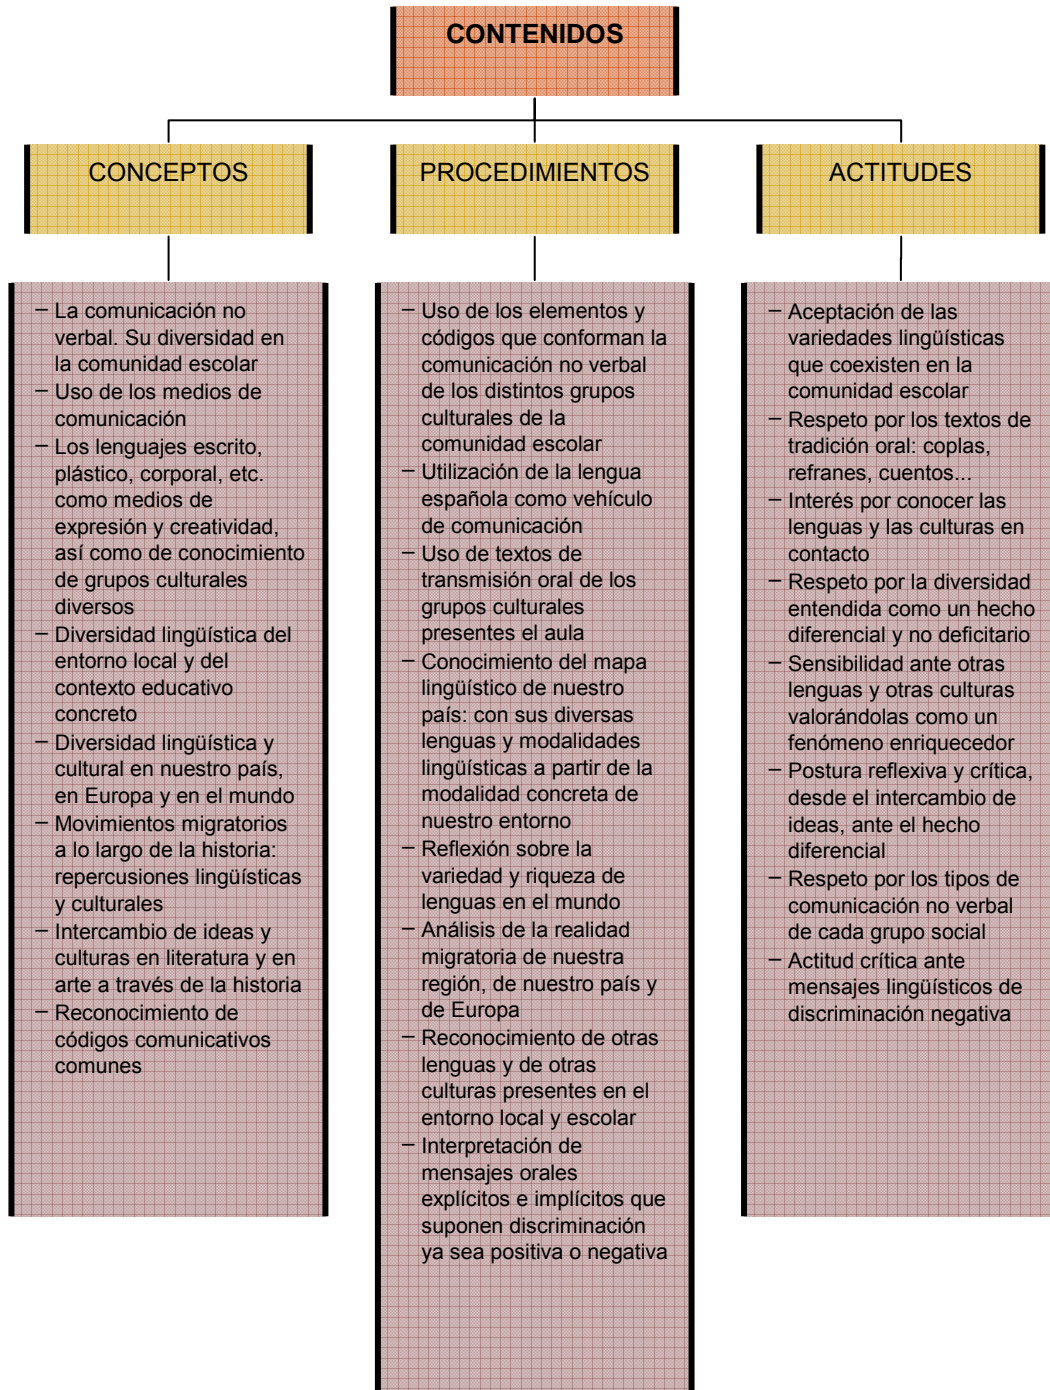 CONTENIDOS
CONCEPTOS
PROCEDIMIENTOS
ACTITUDES
– La comunicación no
verbal. Su diversidad en
la comunidad escolar
– Uso de los medios de
comunicación
– Los lenguajes escrito,
plástico, corporal, etc.
como medios de
expresión y creatividad,
así como de conocimiento
de grupos culturales
diversos
– Diversidad lingüística del
entorno local y del
contexto educativo
concreto
– Diversidad lingüística y
cultural en nuestro país,
en Europa y en el mundo
– Movimientos migratorios
a lo largo de la historia:
repercusiones lingüísticas
y culturales
– Intercambio de ideas y
culturas en literatura y en
arte a través de la historia
– Reconocimiento de
códigos comunicativos
comunes
– Uso de los elementos y
códigos que conforman la
comunicación no verbal
de los distintos grupos
culturales de la
comunidad escolar
– Utilización de la lengua
española como vehículo
de comunicación
– Uso de textos de
transmisión oral de los
grupos culturales
presentes el aula
– Conocimiento del mapa
lingüístico de nuestro
país: con sus diversas
lenguas y modalidades
lingüísticas a partir de la
modalidad concreta de
nuestro entorno
– Reflexión sobre la
variedad y riqueza de
lenguas en el mundo
– Análisis de la realidad
migratoria de nuestra
región, de nuestro país y
de Europa
– Reconocimiento de otras
lenguas y de otras
culturas presentes en el
entorno local y escolar
– Interpretación de
mensajes orales
explícitos e implícitos que
suponen discriminación
ya sea positiva o negativa
– Aceptación de las
variedades lingüísticas
que coexisten en la
comunidad escolar
– Respeto por los textos de
tradición oral: coplas,
refranes, cuentos...
– Interés por conocer las
lenguas y las culturas en
contacto
– Respeto por la diversidad
entendida como un hecho
diferencial y no deficitario
– Sensibilidad ante otras
lenguas y otras culturas
valorándolas como un
fenómeno enriquecedor
– Postura reflexiva y crítica,
desde el intercambio de
ideas, ante el hecho
diferencial
– Respeto por los tipos de
comunicación no verbal
de cada grupo social
– Actitud crítica ante
mensajes lingüísticos de
discriminación negativa